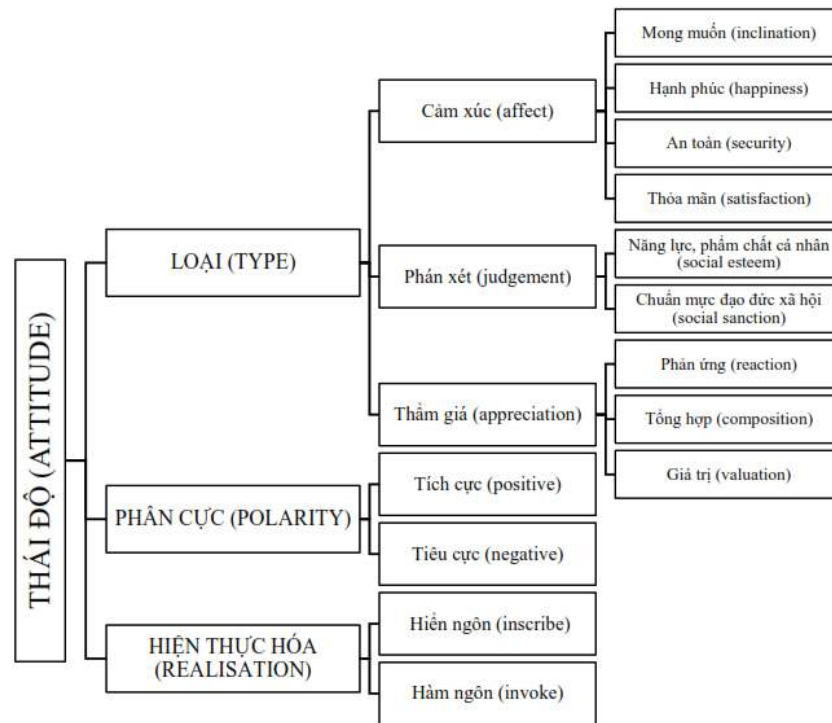 THÁI ĐỘ (ATTITUDE)
LOẠI (TYPE)
Cảm xúc (affect)
Mong muốn (inclination)
Hạnh phúc (happiness)
An toàn (security)
Thỏa mãn (satisfaction)
Phán xét (judgement)
Năng lực, phẩm chất cá nhân
(social esteem)
Chuẩn mực đạo đức xã hội
(social sanction)
Thẩm giá (appreciation)
Phản ứng (reaction)
Tổng hợp (composition)
Giá trị (valuation)
PHÂN CỰC (POLARITY)
Tích cực (positive)
Tiêu cực (negative)
HIỆN THỰC HÓA
(REALISATION)
Hiển ngôn (inscribe)
Hàm ngôn (invoke)